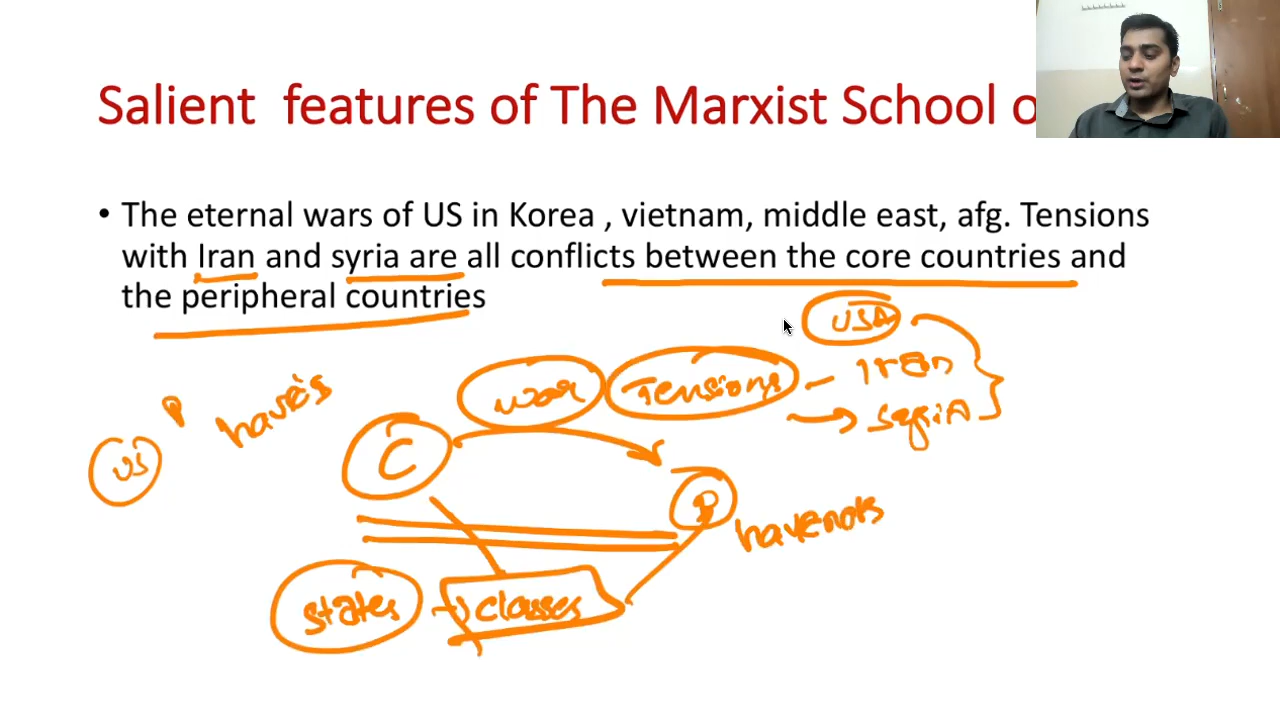 Salient features of The Marxist School o
• The eternal wars of US in Korea , vietnam, middle east, afg. Tensions
with Iran and syria are all conflicts between the core countries and
the peripheral countries
USA
war Tensions – Iran
→ syriA
P have's
US C P
havenots
states → classes